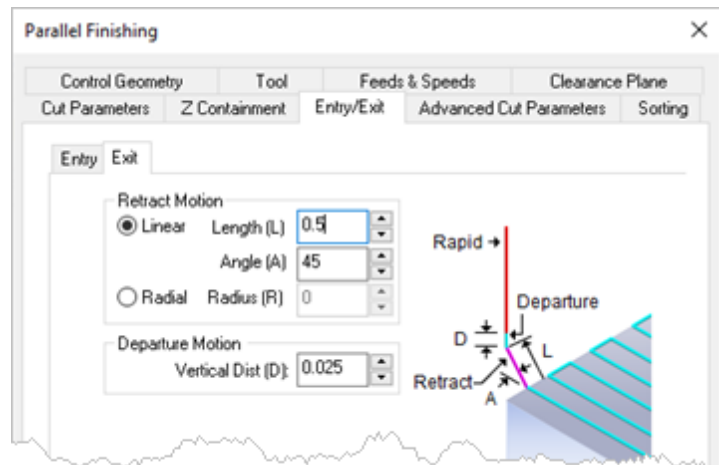 Parallel Finishing
Control Geometry Tool Feeds & Speeds Clearance Plane
Cut Parameters Z Containment Entry/Exit Advanced Cut Parameters Sorting
Entry Exit
Retract Motion
Linear Length (L) 0.5
Angle (A) 45
Radial Radius (R) 0
Departure Motion
Vertical Dist (D): 0.025
Rapid
Departure
D
L
Retract
A